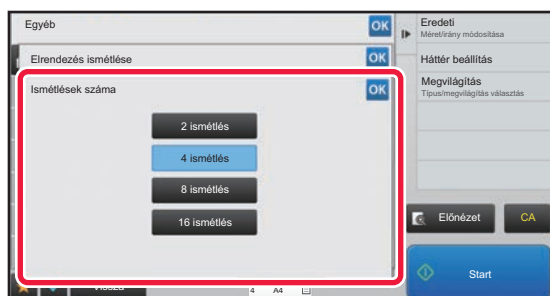 Egyéb
OK
Elrendezés ismétlése
OK
Ismétlések száma
OK
2 ismétlés
4 ismétlés
8 ismétlés
16 ismétlés
4 A4
Eredeti
Méret/irány módosítása
Háttér beállítás
Megvilágítás
Típus/megvilágítás választás
Előnézet
CA
Start